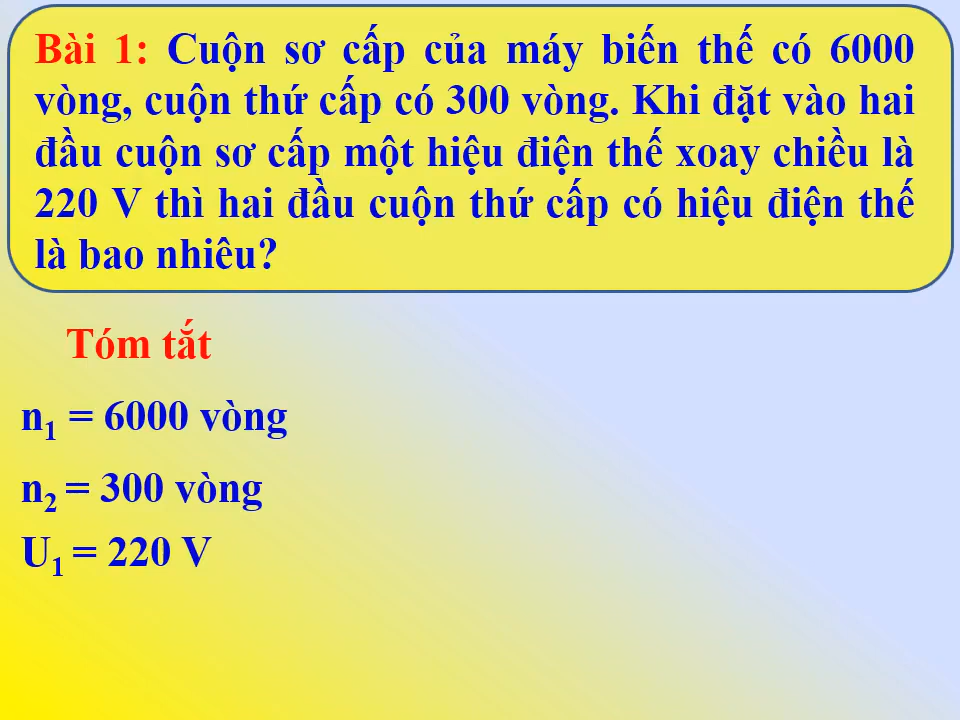 Bài 1: Cuộn sơ cấp của máy biến thế có 6000
vòng, cuộn thứ cấp có 300 vòng. Khi đặt vào hai
đầu cuộn sơ cấp một hiệu điện thế xoay chiều là
220 V thì hai đầu cuộn thứ cấp có hiệu điện thế
là bao nhiêu?
Tóm tắt
n₁ = 6000 vòng
n₂ = 300 vòng
U₁ = 220 V